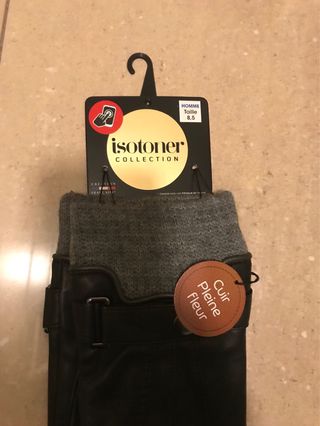 HOMME
Taille
8,5
isotoner
COLLECTION
Cuir
Pleine
Fleur